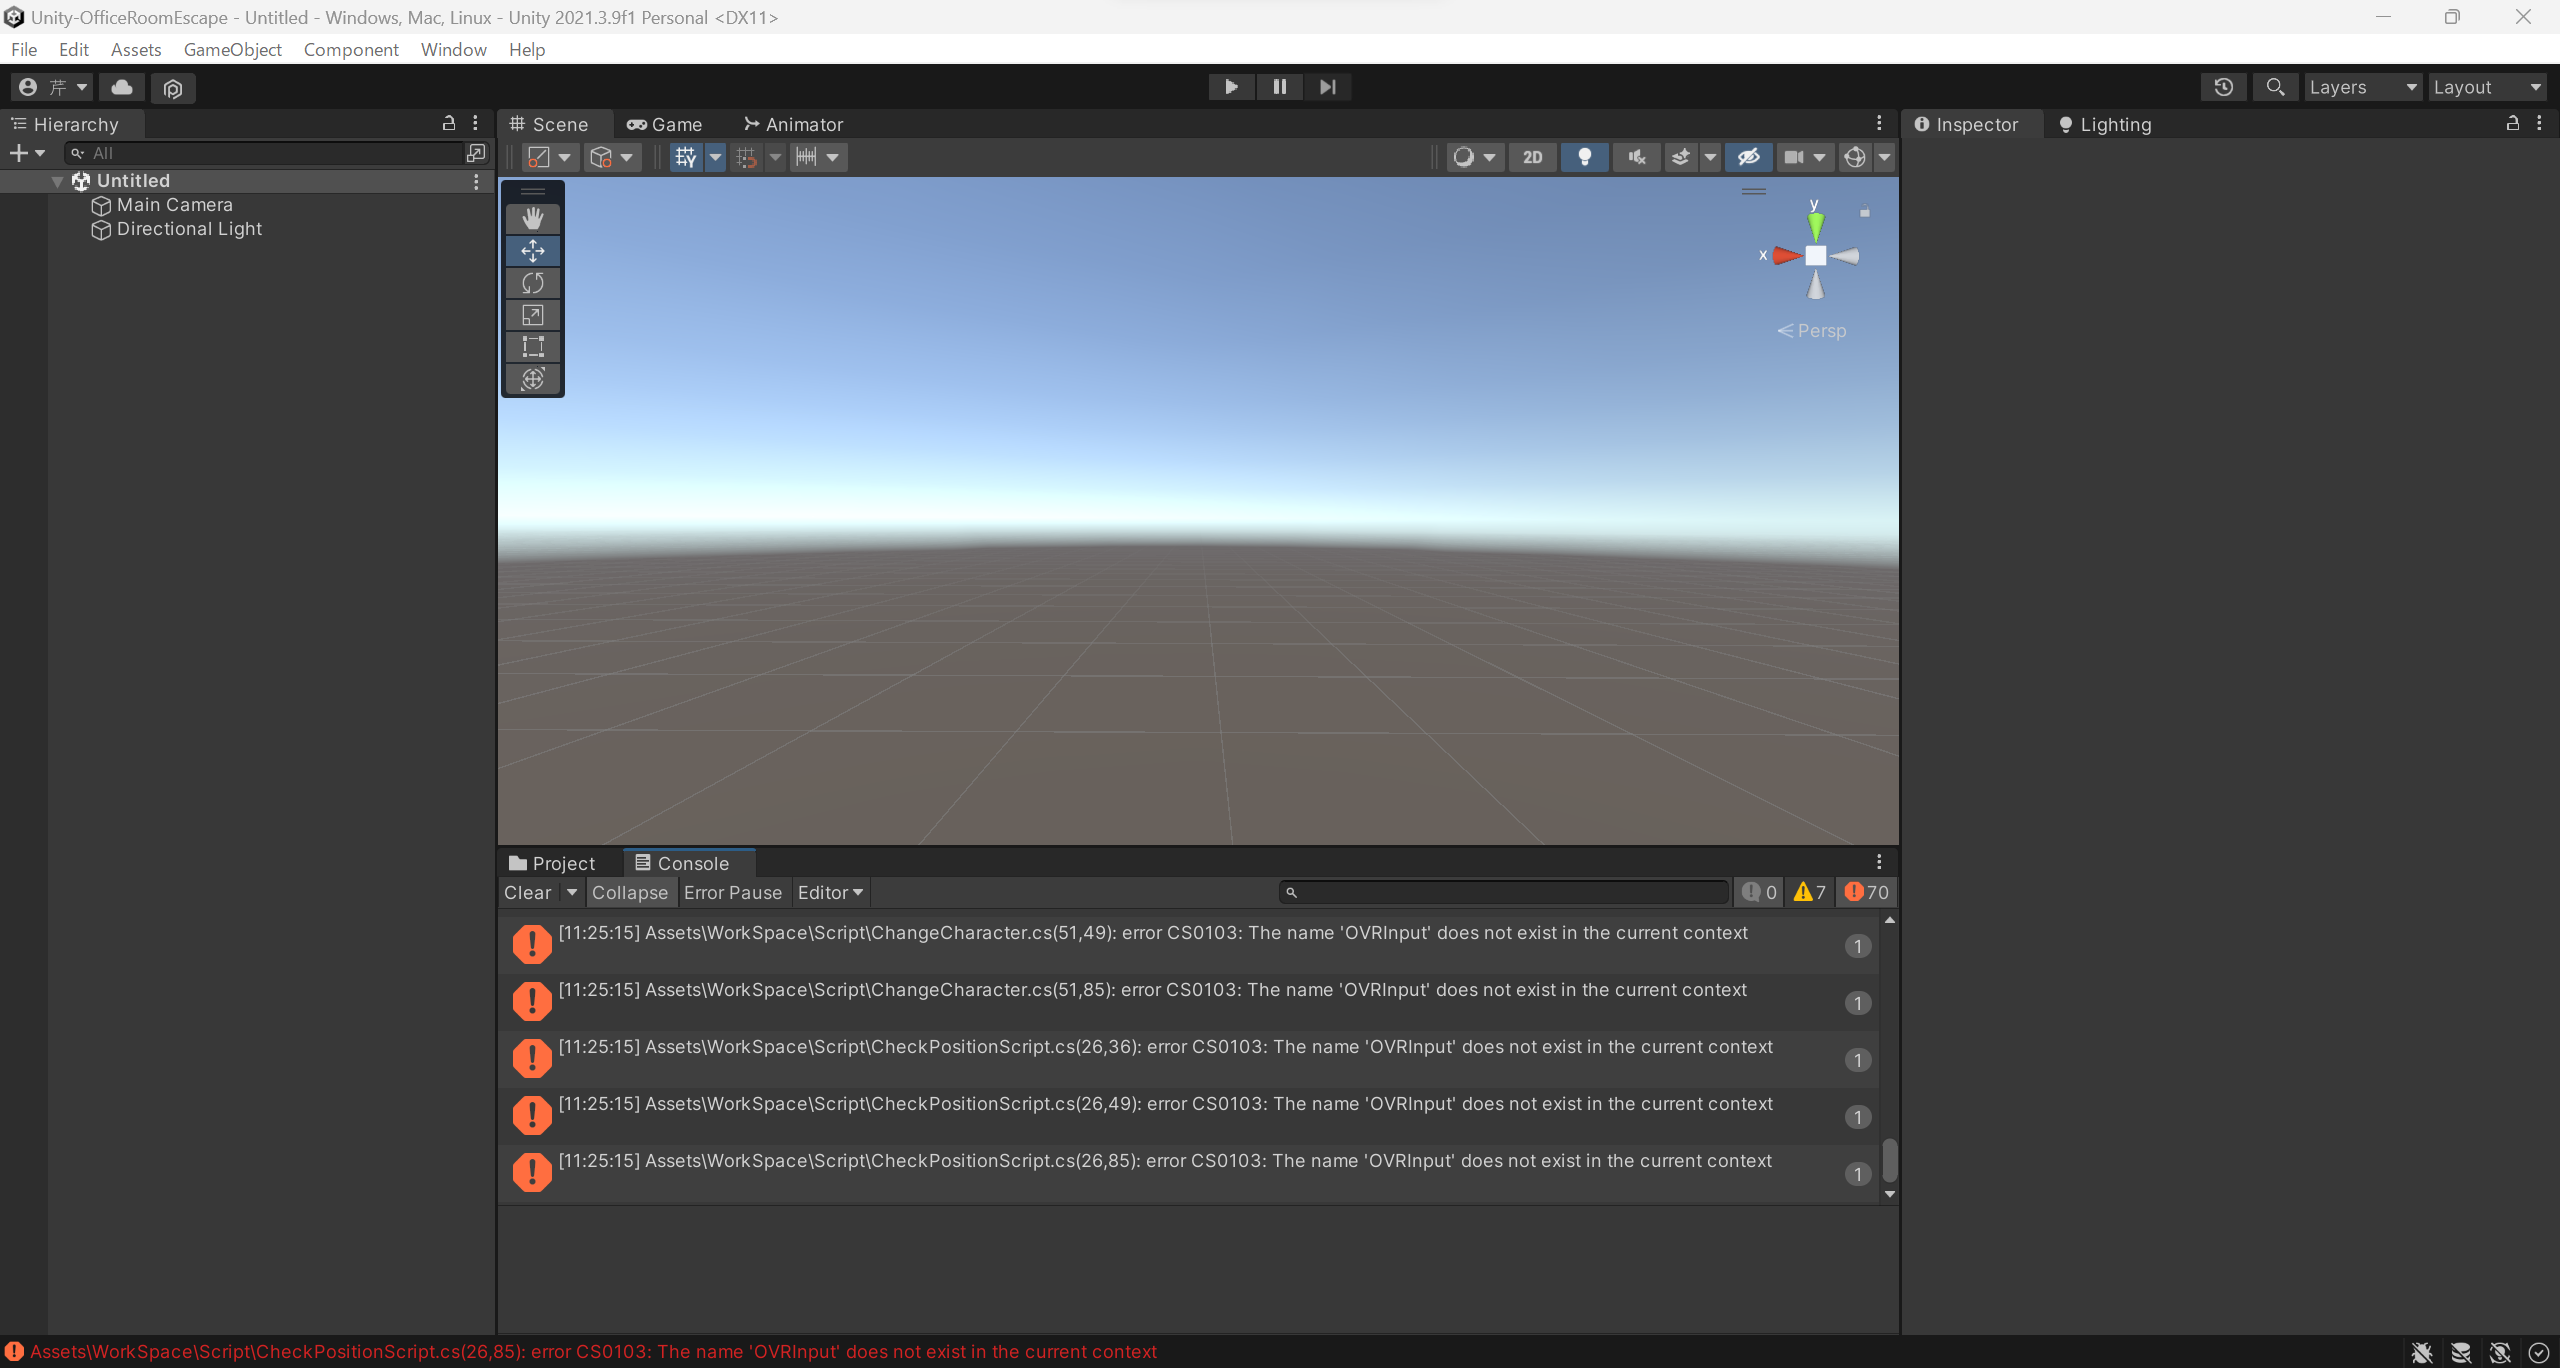 Unity-OfficeRoomEscape - Untitled - Windows, Mac, Linux - Unity 2021.3.9f1 Personal <DX11>
File Edit Assets GameObject Component Window Help
芹 Layers Layout
Hierarchy Scene Game Animator Inspector Lighting
All 2D
Untitled
Main Camera
Directional Light
y
x
Persp
Project Console
Clear Collapse Error Pause Editor 0 7 70
[11:25:15] Assets\WorkSpace\Script\ChangeCharacter.cs(51,49): error CS0103: The name 'OVRInput' does not exist in the current context 1
[11:25:15] Assets\WorkSpace\Script\ChangeCharacter.cs(51,85): error CS0103: The name 'OVRInput' does not exist in the current context 1
[11:25:15] Assets\WorkSpace\Script\CheckPositionScript.cs(26,36): error CS0103: The name 'OVRInput' does not exist in the current context 1
[11:25:15] Assets\WorkSpace\Script\CheckPositionScript.cs(26,49): error CS0103: The name 'OVRInput' does not exist in the current context 1
[11:25:15] Assets\WorkSpace\Script\CheckPositionScript.cs(26,85): error CS0103: The name 'OVRInput' does not exist in the current context 1
Assets\WorkSpace\Script\CheckPositionScript.cs(26,85): error CS0103: The name 'OVRInput' does not exist in the current context